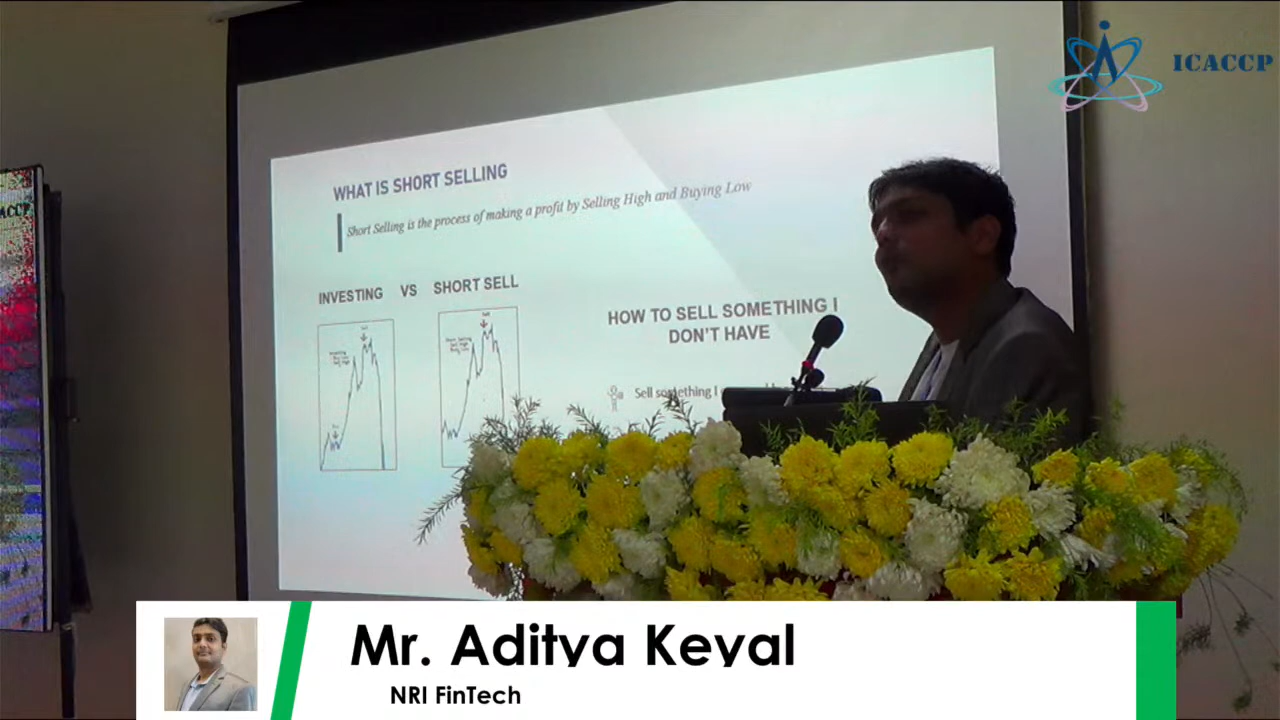 ICACCP
ACCP
WHAT IS SHORT SELLING
Short Selling is the process of making a profit by Selling High and Buying Low
INVESTING VS SHORT SELL
HOW TO SELL SOMETHING I
DON'T HAVE
Sell something I
Mr. Aditya Keyal
NRI FinTech